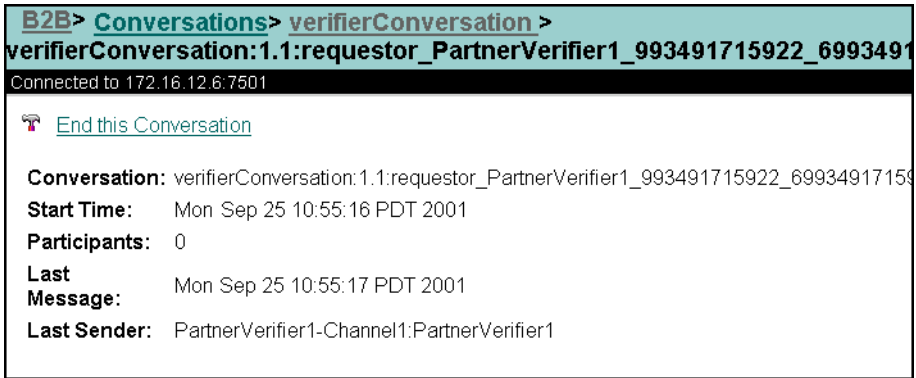 B2B> Conversations> verifierConversation >
verifierConversation:1.1:requestor_PartnerVerifier1_993491715922_6993491
Connected to 172.16.12.6:7501
End this Conversation
Conversation: verifierConversation:1.1:requestor_PartnerVerifier1_993491715922_69934917159
Start Time: Mon Sep 25 10:55:16 PDT 2001
Participants: 0
Last
Message: Mon Sep 25 10:55:17 PDT 2001
Last Sender: PartnerVerifier1-Channel1:PartnerVerifier1